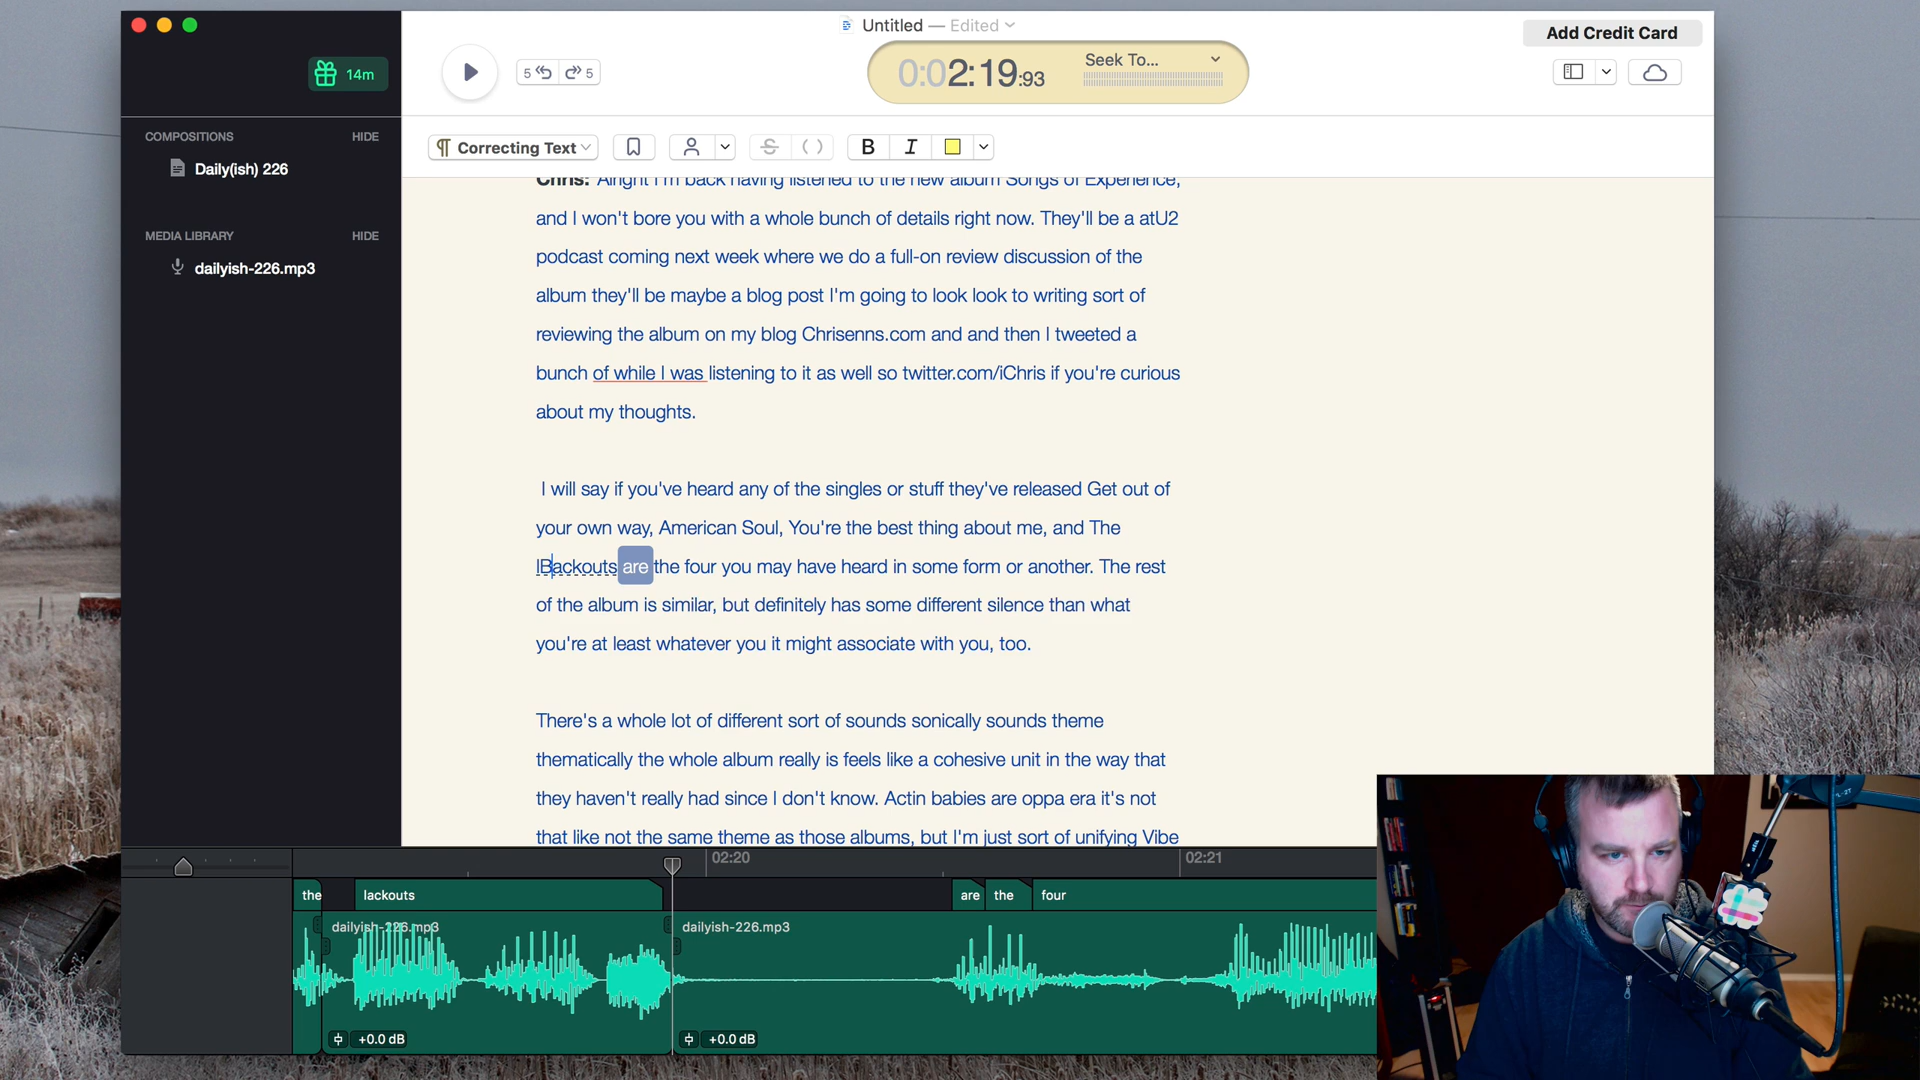 Untitled — Edited
Add Credit Card
14m
5 5
0:02:19.93
Seek To...
COMPOSITIONS HIDE
Daily(ish) 226
MEDIA LIBRARY HIDE
dailyish-226.mp3
¶ Correcting Text
B I
Chris: Alright I'm back having listened to the new album Songs of Experience,
and I won't bore you with a whole bunch of details right now. They'll be a atU2
podcast coming next week where we do a full-on review discussion of the
album they'll be maybe a blog post I'm going to look look to writing sort of
reviewing the album on my blog Chrisenns.com and and then I tweeted a
bunch of while I was listening to it as well so twitter.com/iChris if you're curious
about my thoughts.
I will say if you've heard any of the singles or stuff they've released Get out of
your own way, American Soul, You're the best thing about me, and The
lBackouts are the four you may have heard in some form or another. The rest
of the album is similar, but definitely has some different silence than what
you're at least whatever you it might associate with you, too.
There's a whole lot of different sort of sounds sonically sounds theme
thematically the whole album really is feels like a cohesive unit in the way that
they haven't really had since I don't know. Actin babies are oppa era it's not
that like not the same theme as those albums, but I'm just sort of unifying Vibe
02:20 02:21
the lackouts are the four
dailyish-226.mp3 dailyish-226.mp3
+0.0 dB +0.0 dB